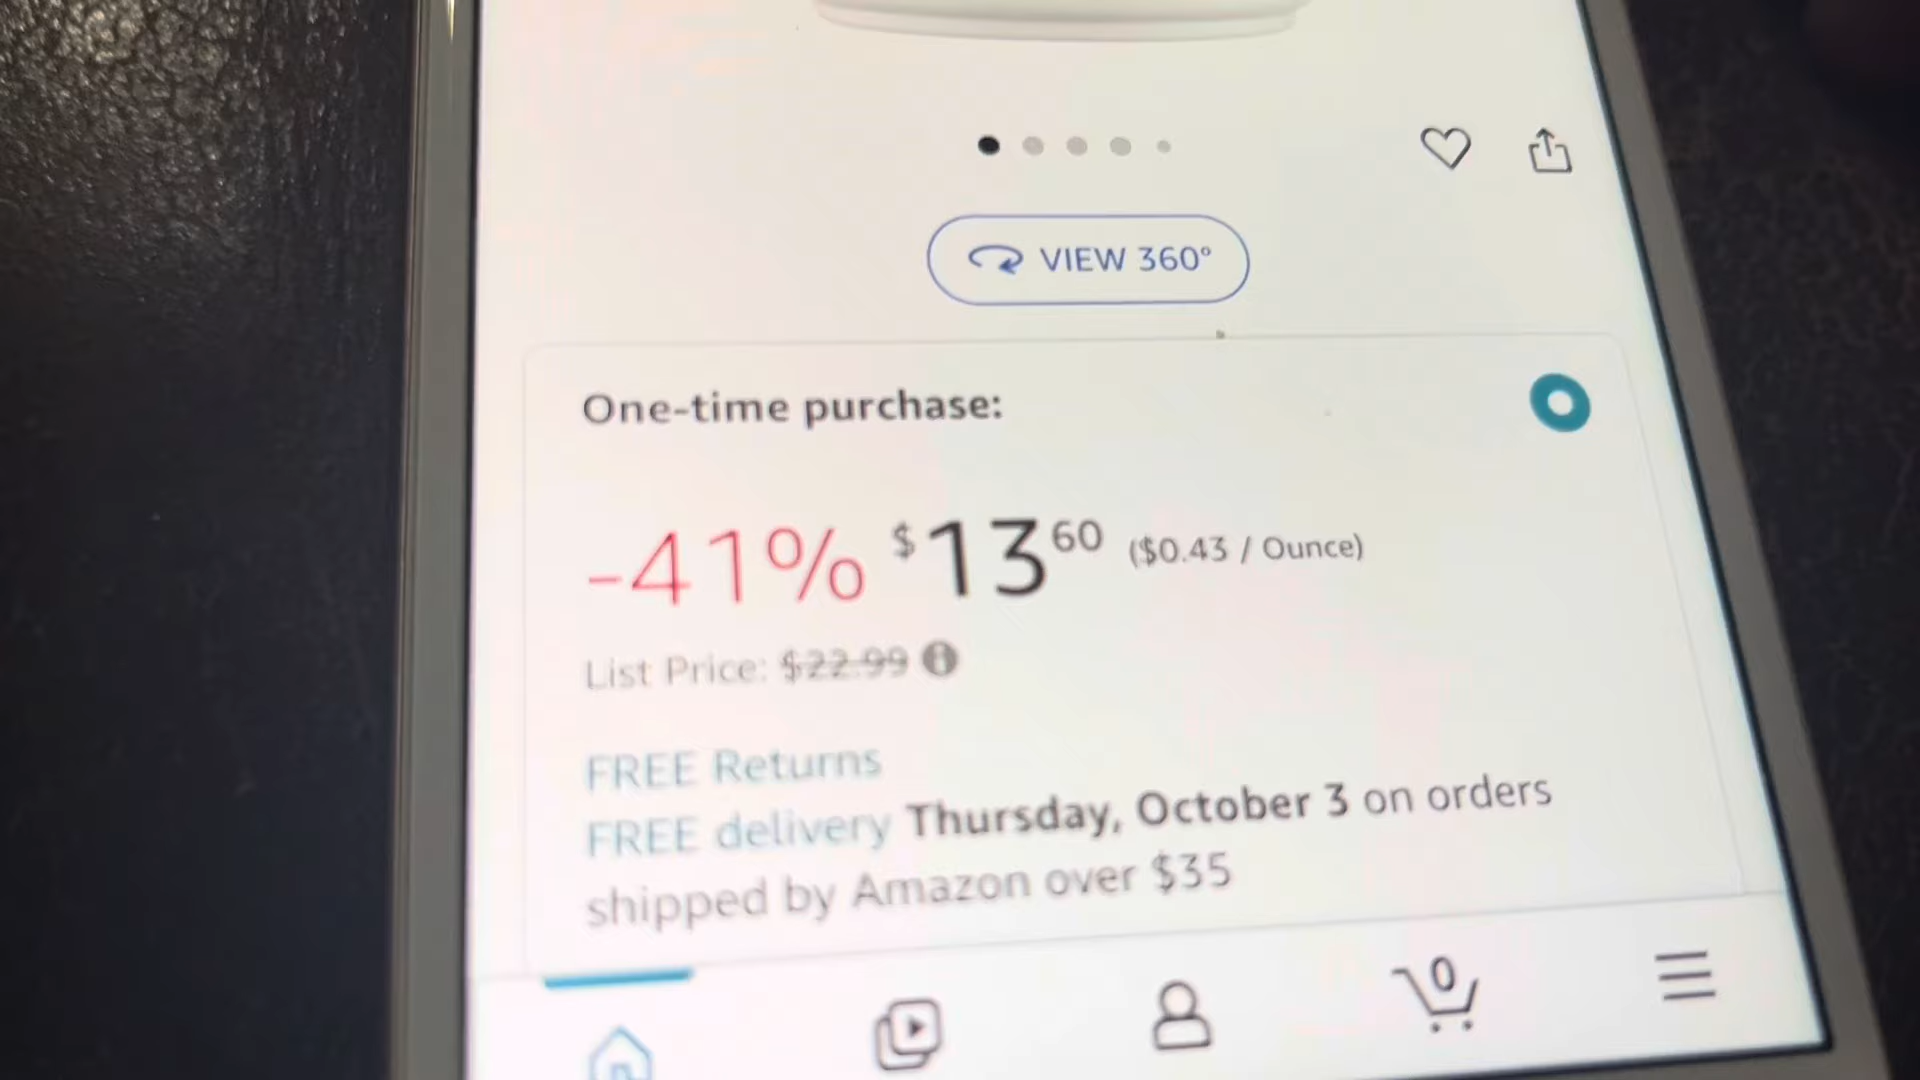 VIEW 360°
One-time purchase:
-41% $13 60 ($0.43 / Ounce)
List Price: $22.99
FREE Returns
FREE delivery Thursday, October 3 on orders
shipped by Amazon over $35
0